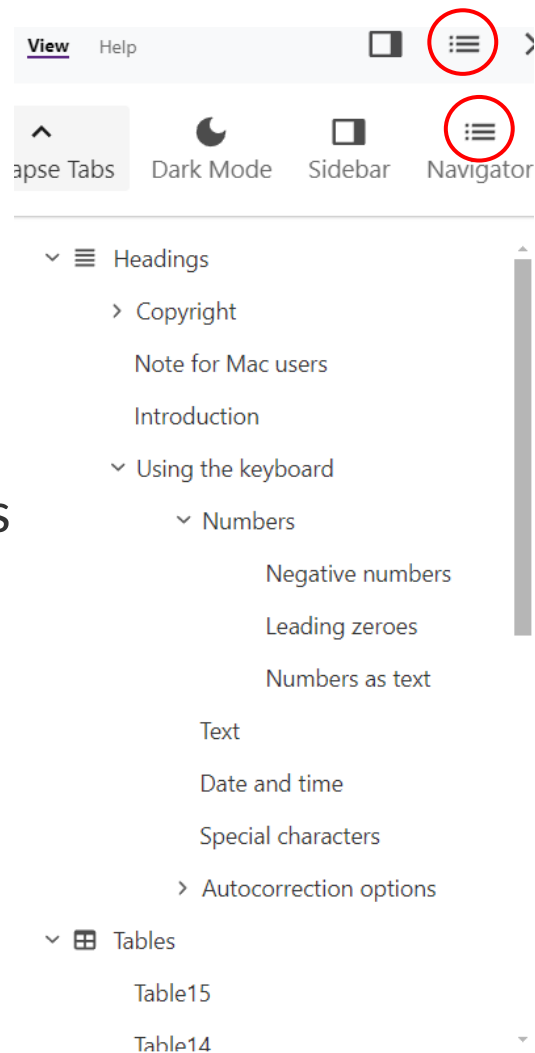 View Help
apse Tabs Dark Mode Sidebar Navigator
Headings
Copyright
Note for Mac users
Introduction
Using the keyboard
s
Numbers
Negative numbers
Leading zeroes
Numbers as text
Text
Date and time
Special characters
Autocorrection options
Tables
Table15
Table14